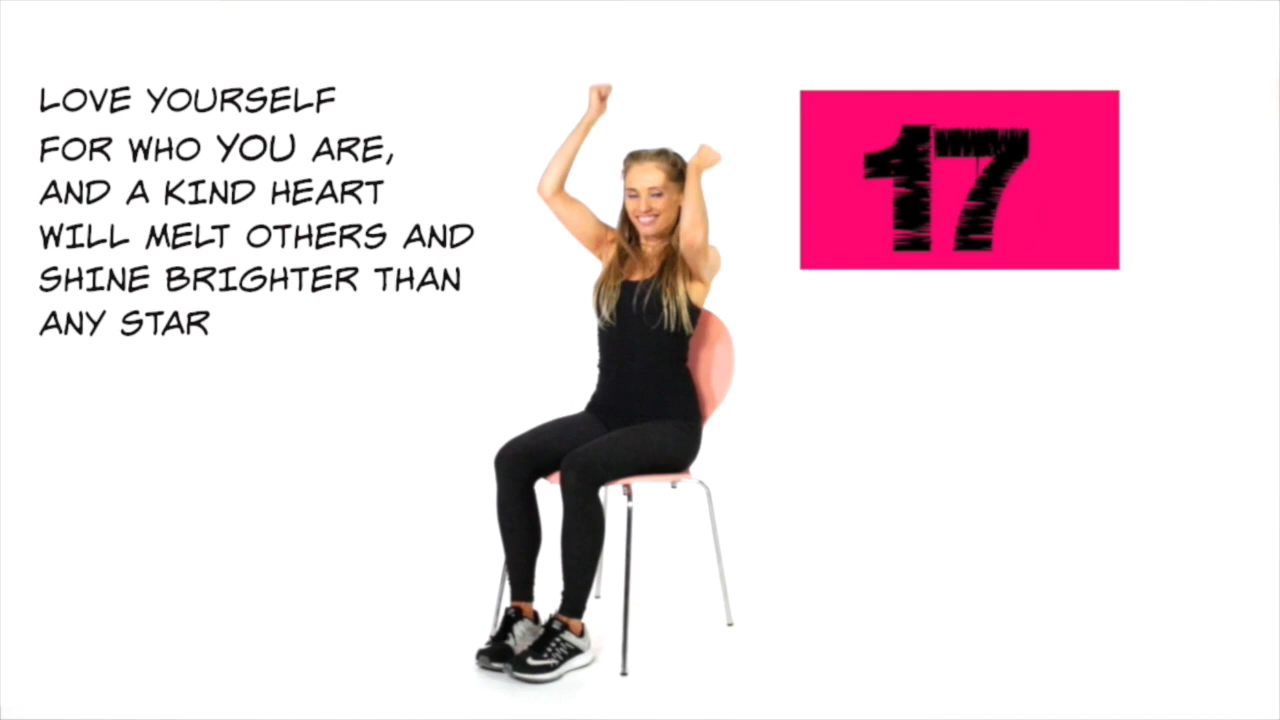 LOVE YOURSELF
FOR WHO YOU ARE,
AND A KIND HEART
WILL MELT OTHERS AND
SHINE BRIGHTER THAN
ANY STAR
17